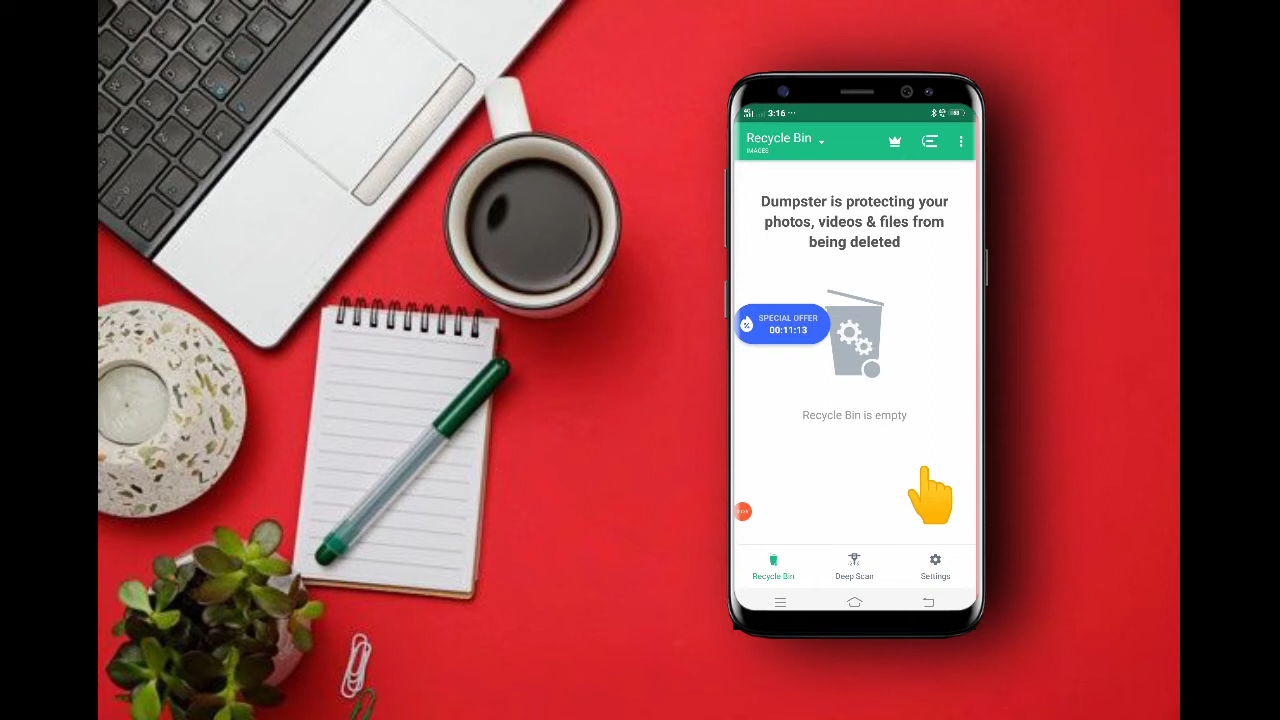 3:16 ···
Recycle Bin
IMAGES
Dumpster is protecting your
photos, videos & files from
being deleted
SPECIAL OFFER
00:11:13
Recycle Bin is empty
Recycle Bin
Deep Scan
Settings